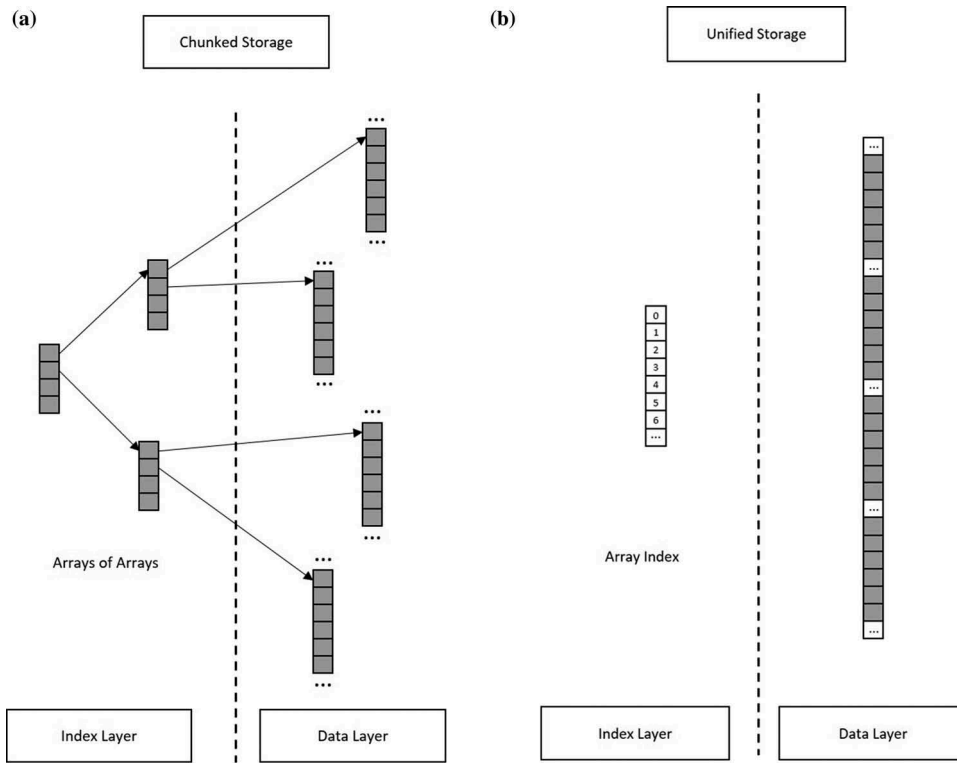 (a)
Chunked Storage
...
...
...
...
...
...
...
...
Arrays of Arrays
Index Layer
Data Layer
(b)
Unified Storage
0
1
2
3
4
5
6
...
Array Index
...
...
...
...
...
Index Layer
Data Layer